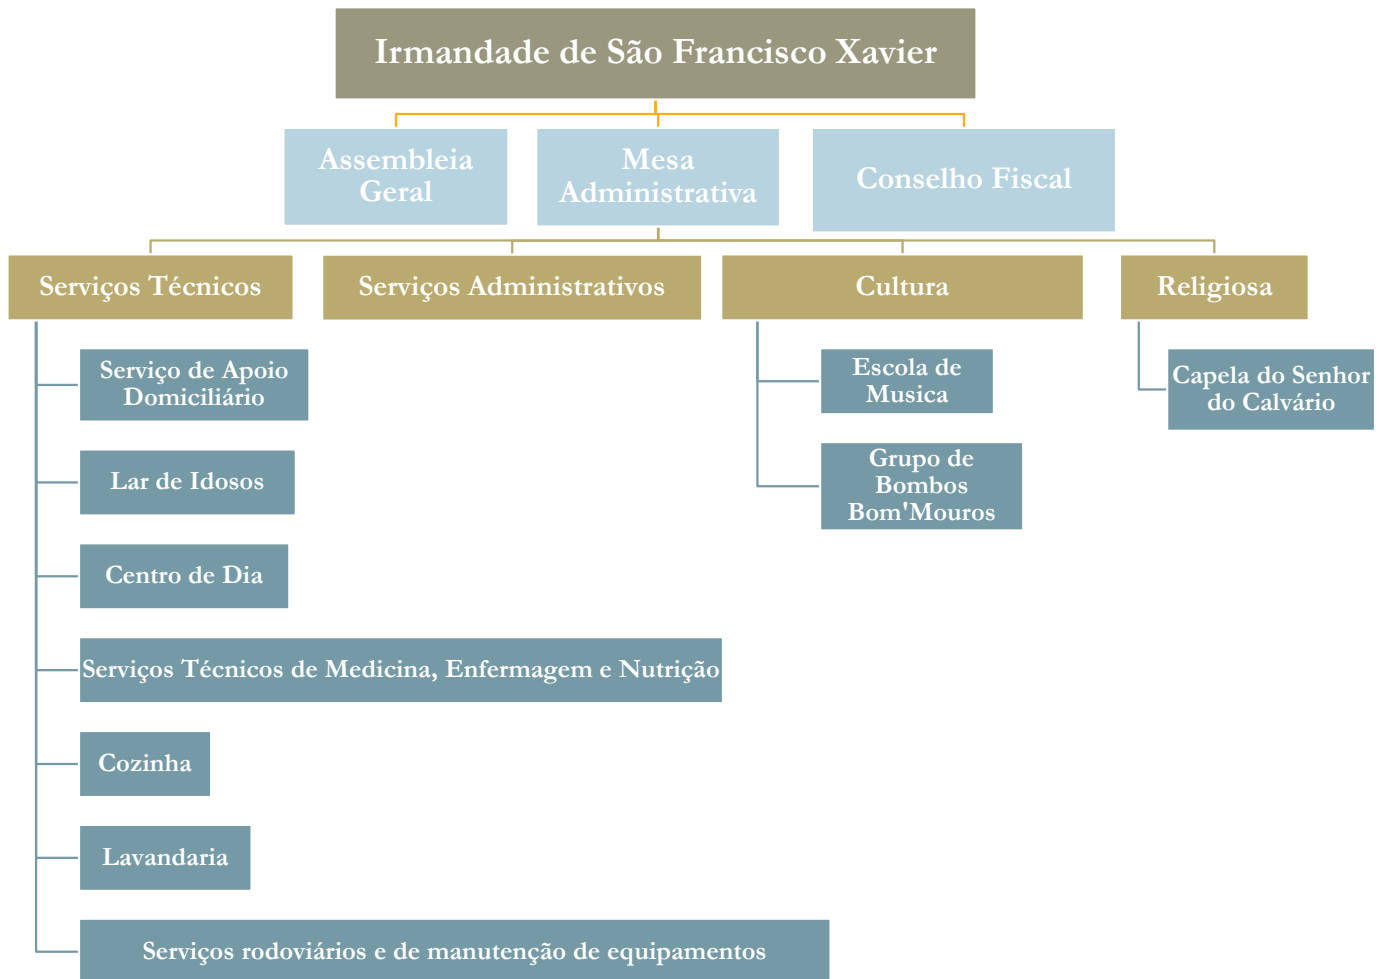 Irmandade de São Francisco Xavier
Assembleia
Geral
Mesa
Administrativa
Conselho Fiscal
Serviços Técnicos
Serviços Administrativos
Cultura
Religiosa
Serviço de Apoio
Domiciliário
Lar de Idosos
Centro de Dia
Serviços Técnicos de Medicina, Enfermagem e Nutrição
Cozinha
Lavandaria
Serviços rodoviários e de manutenção de equipamentos
Escola de
Musica
Grupo de
Bombos
Bom'Mouros
Capela do Senhor
do Calvário